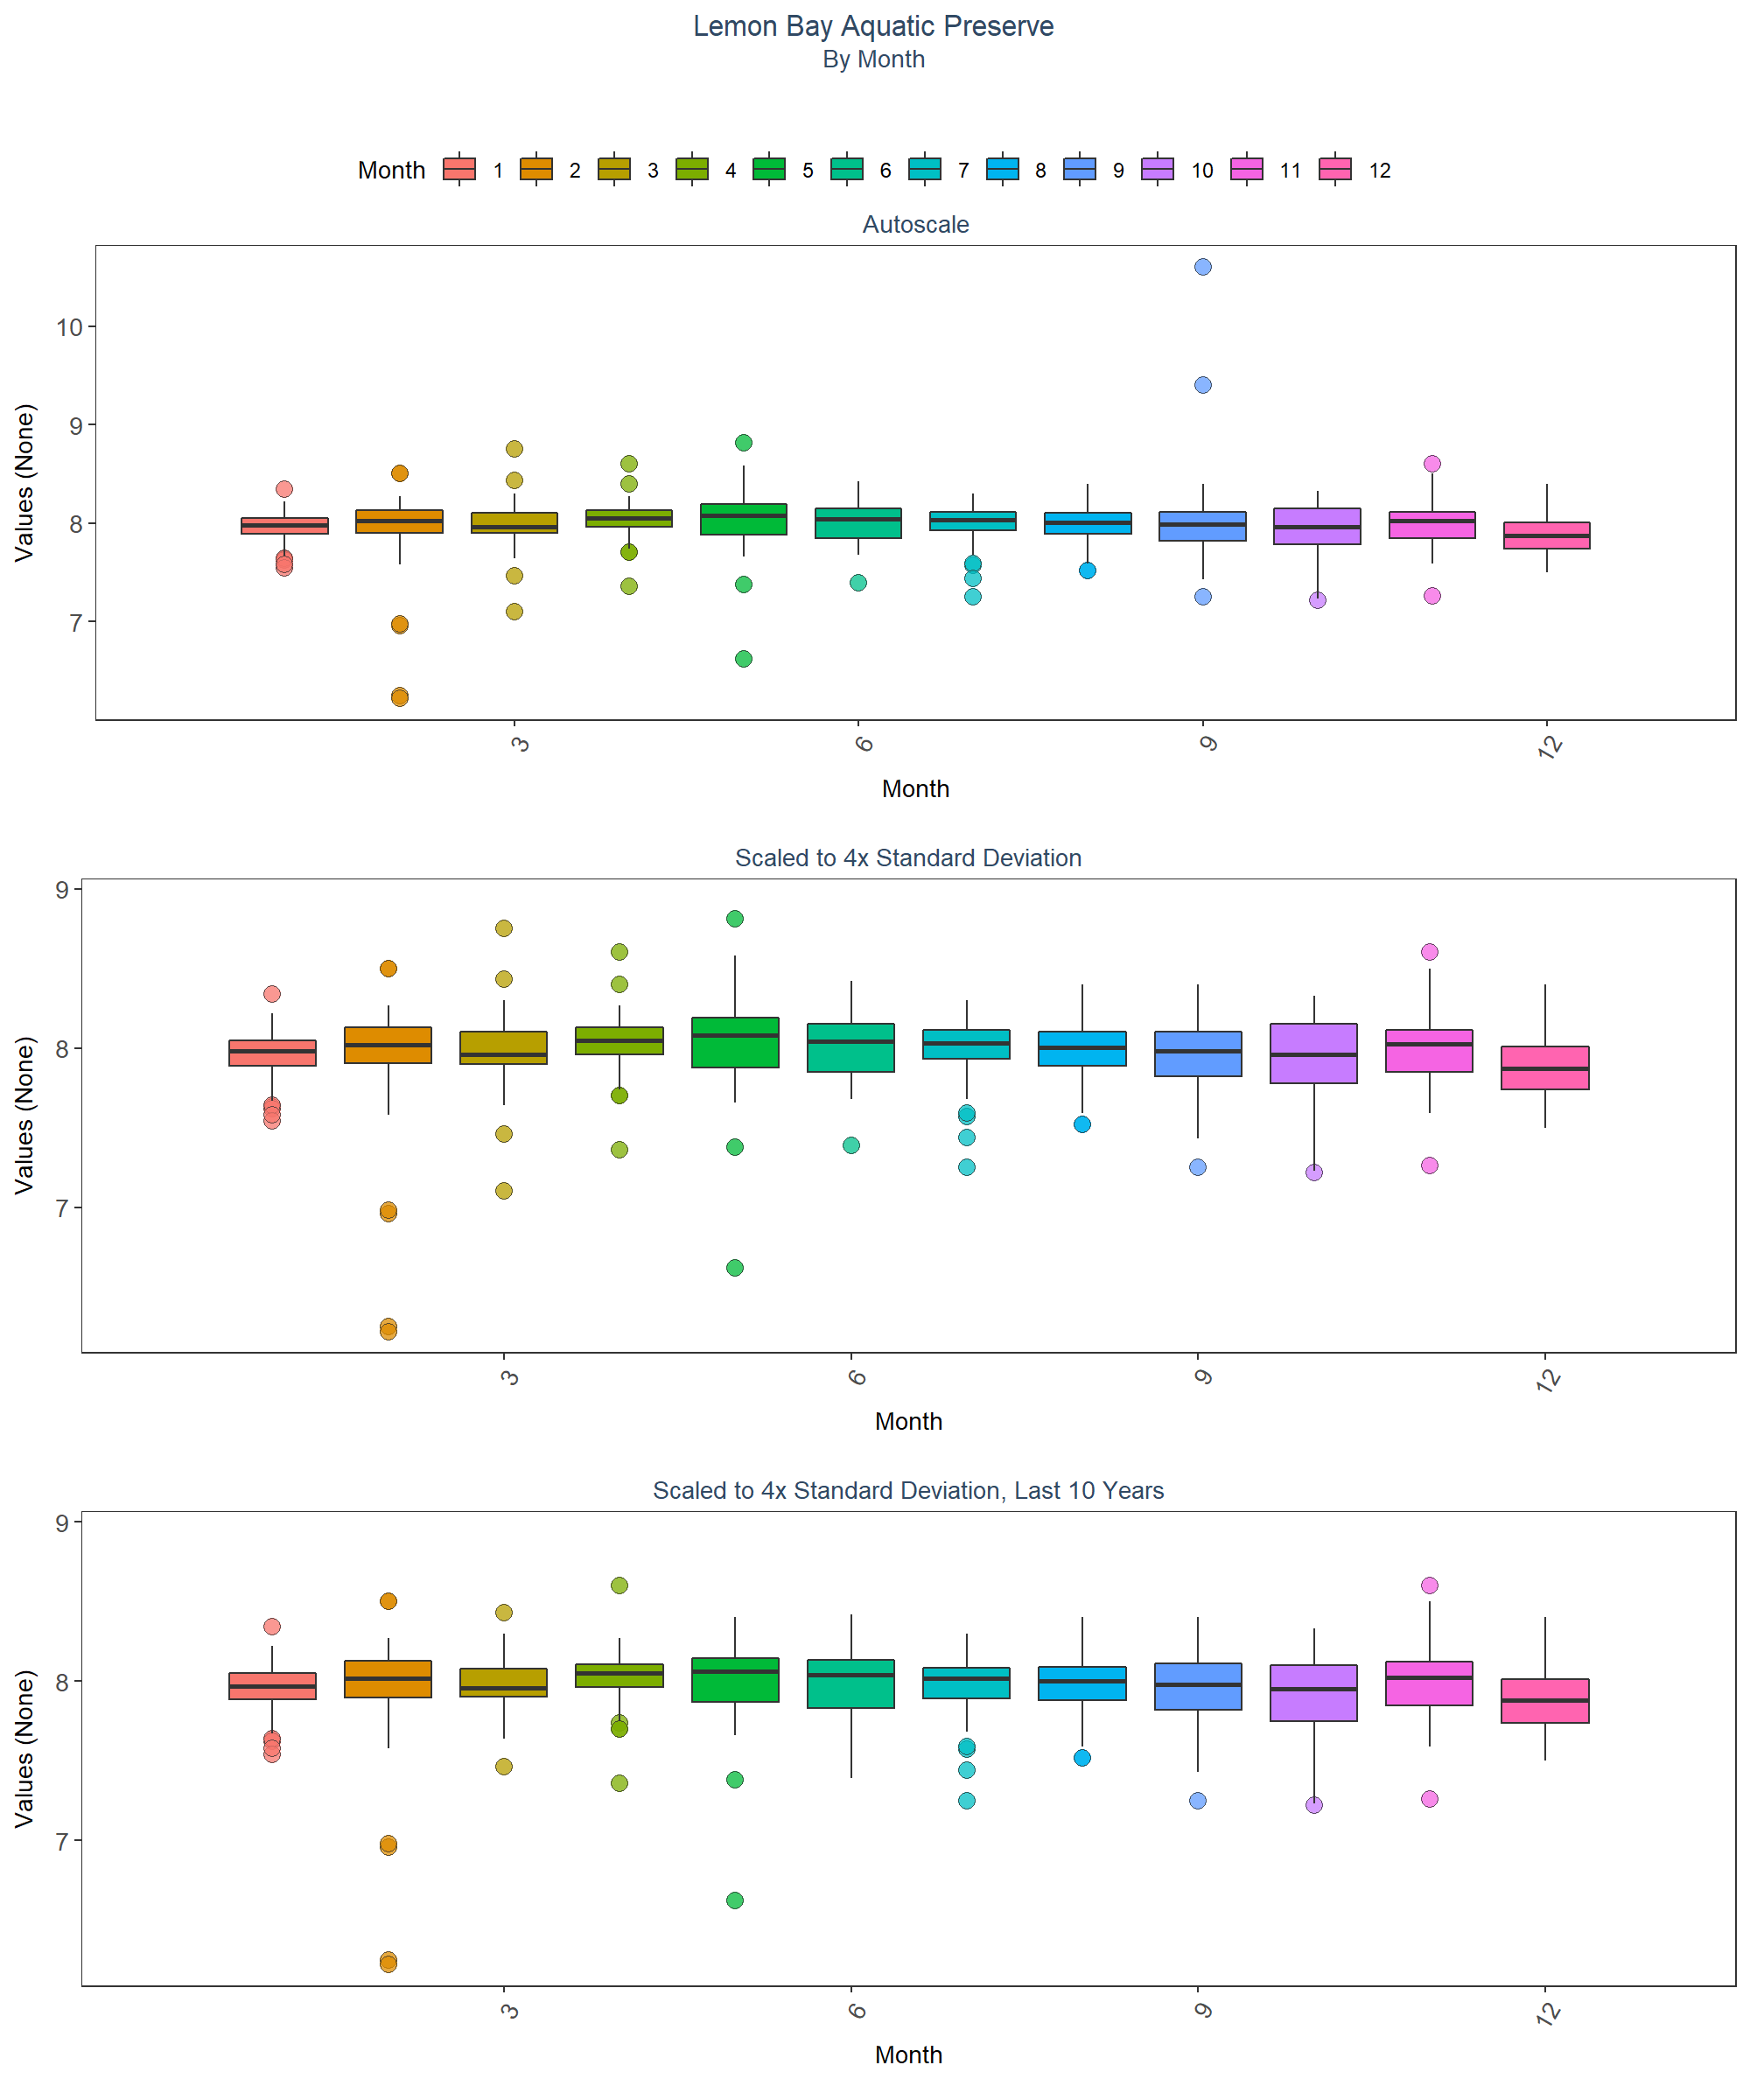 Lemon Bay Aquatic Preserve
By Month
Month 1 2 3 4 5 6 7 8 9 10 11 12
Autoscale
Values (None)
10
9
8
7
3 6 9 12
Month
Scaled to 4x Standard Deviation
Values (None)
9
8
7
3 6 9 12
Month
Scaled to 4x Standard Deviation, Last 10 Years
Values (None)
9
8
7
3 6 9 12
Month